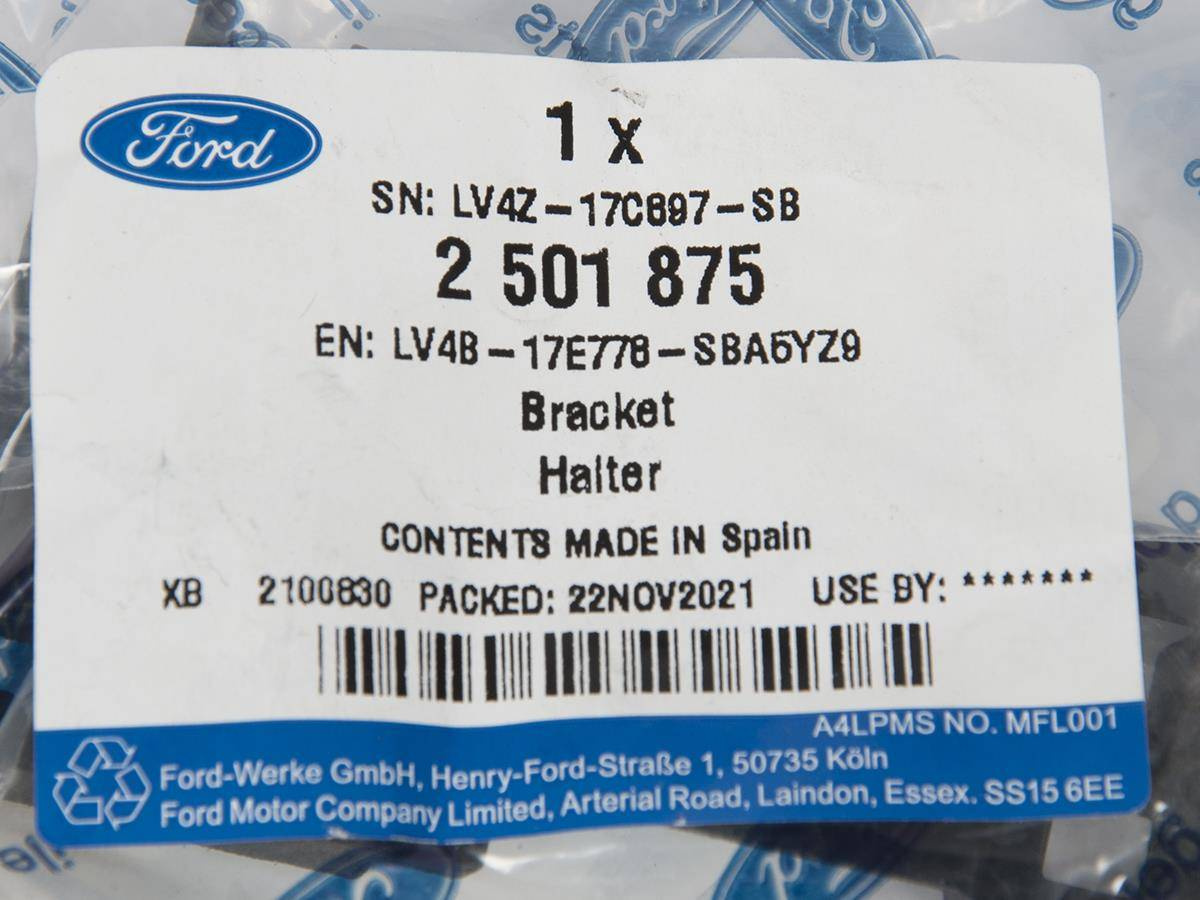 Ford
1 x
SN: LV4Z-17C697-SB
2 501 875
EN: LV4B-17E778-SBA5YZ9
Bracket
Halter
CONTENTS MADE IN Spain
XB 2100830 PACKED: 22NOV2021 USE BY: *******
A4LPMS NO. MFL001
Ford-Werke GmbH, Henry-Ford-Straße 1, 50735 Köln
Ford Motor Company Limited, Arterial Road, Laindon, Essex. SS15 6EE